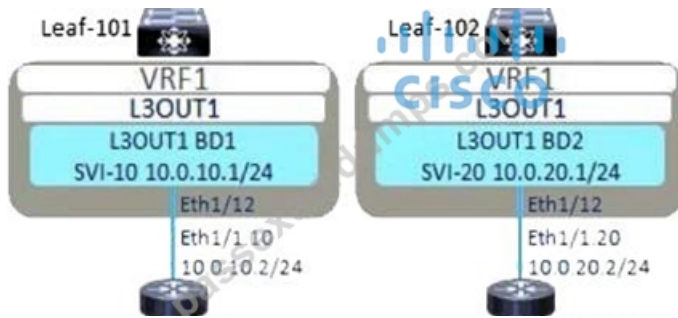 Leaf-101
VRF1
L3OUT1
L3OUT1 BD1
SVI-10 10.0.10.1/24
Eth1/12
Eth1/1.10
10.0.10.2/24
Leaf-102
CISCO
VRF1
L3OUT1
L3OUT1 BD2
SVI-20 10.0.20.1/24
Eth1/12
Eth1/1.20
10.0.20.2/24